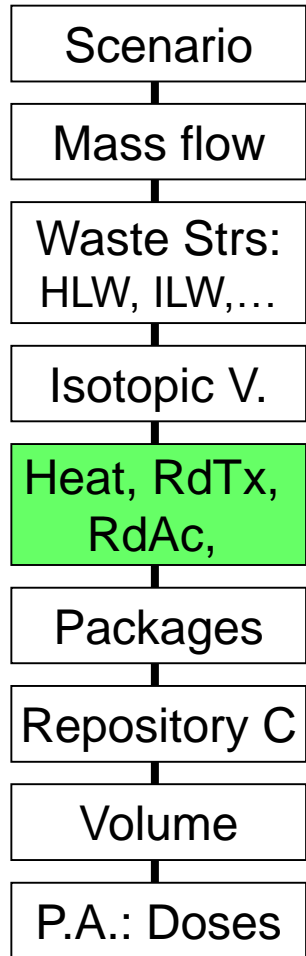 Scenario
Mass flow
Waste Strs:
HLW, ILW,...
Isotopic V.
Heat, RdTx,
RdAc,
Packages
Repository C
Volume
P.A.: Doses